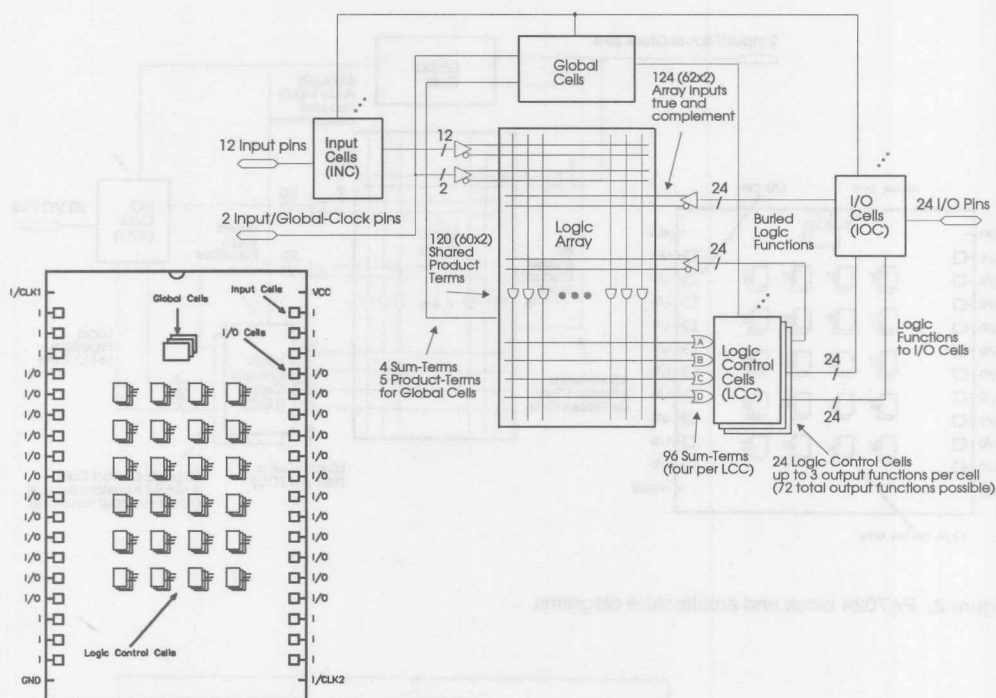 Global
Cells
124 (62x2)
Array Inputs
true and
complement
12 Input pins
Input
Cells
(INC)
12
2
2 Input/Global-Clock pins
120 (60x2)
Shared
Product
Terms
Logic
Array
24
24
Buried
Logic
Functions
I/O
Cells
(IOC)
24 I/O Pins
4 Sum-Terms
5 Product-Terms
for Global Cells
A
B
C
D
Logic
Control
Cells
(LCC)
24
24
Logic
Functions
to I/O Cells
96 Sum-Terms
(four per LCC)
24 Logic Control Cells
up to 3 output functions per cell
(72 total output functions possible)
I/CLK1
I
I
I
I/O
I/O
I/O
I/O
I/O
I/O
I/O
I/O
I/O
I/O
I/O
I/O
I
I
I
GND
Global Cells
Input Cells
I/O Cells
Logic Control Cells
VCC
I
I
I
I/O
I/O
I/O
I/O
I/O
I/O
I/O
I/O
I/O
I/O
I/O
I/O
I
I
I
I/CLK2